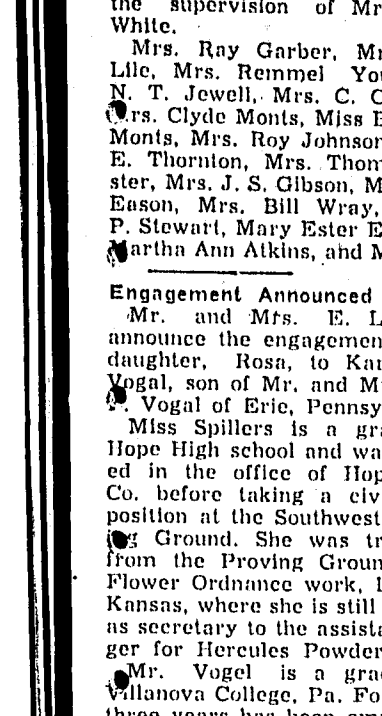 the supervision of Mr
White.
Mrs. Ray Garber, Mr
Lile, Mrs. Remmel You
N. T. Jewell, Mrs. C. C
Mrs. Clyde Monts, Miss E
Monts, Mrs. Roy Johnson
E. Thornton, Mrs. Thom
ster, Mrs. J. S. Gibson, M
Eason, Mrs. Bill Wray,
P. Stewart, Mary Ester E
Martha Ann Atkins, and M
Engagement Announced
Mr. and Mrs. E. L
announce the engagemen
daughter, Rosa, to Kar
Vogal, son of Mr. and M
Vogal of Erie, Pennsy
Miss Spillers is a gra
Hope High school and wa
ed in the office of Hop
Co. before taking a civ
position at the Southwest
ing Ground. She was tr
from the Proving Groun
Flower Ordnance work, L
Kansas, where she is still
as secretary to the assista
ger for Hercules Powder
Mr. Vogel is a grad
Villanova College, Pa. Fo
three years has been